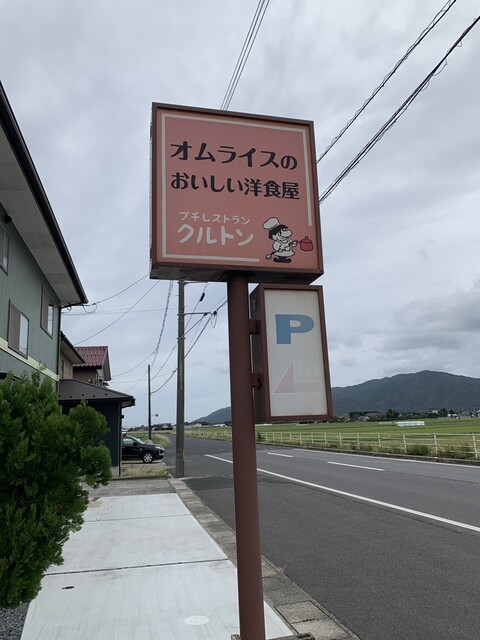 オムライスの
おいしい洋食屋
プチレストラン
クルトン
P